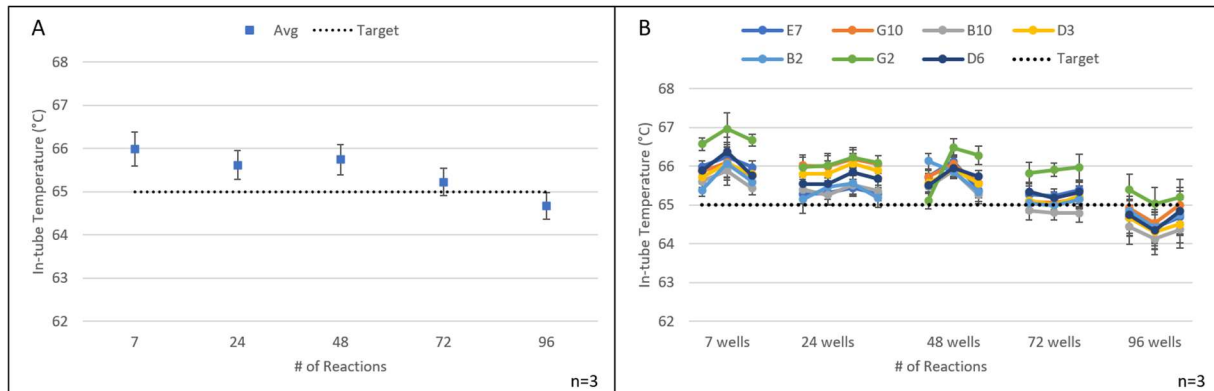 A
Avg
Target
68
67
66
65
64
63
62
In-tube Temperature (°C)
7
24
48
72
96
# of Reactions
n=3
B
E7
G10
B10
D3
B2
G2
D6
Target
68
67
66
65
64
63
62
In-tube Temperature (°C)
7 wells
24 wells
48 wells
72 wells
96 wells
# of Reactions
n=3